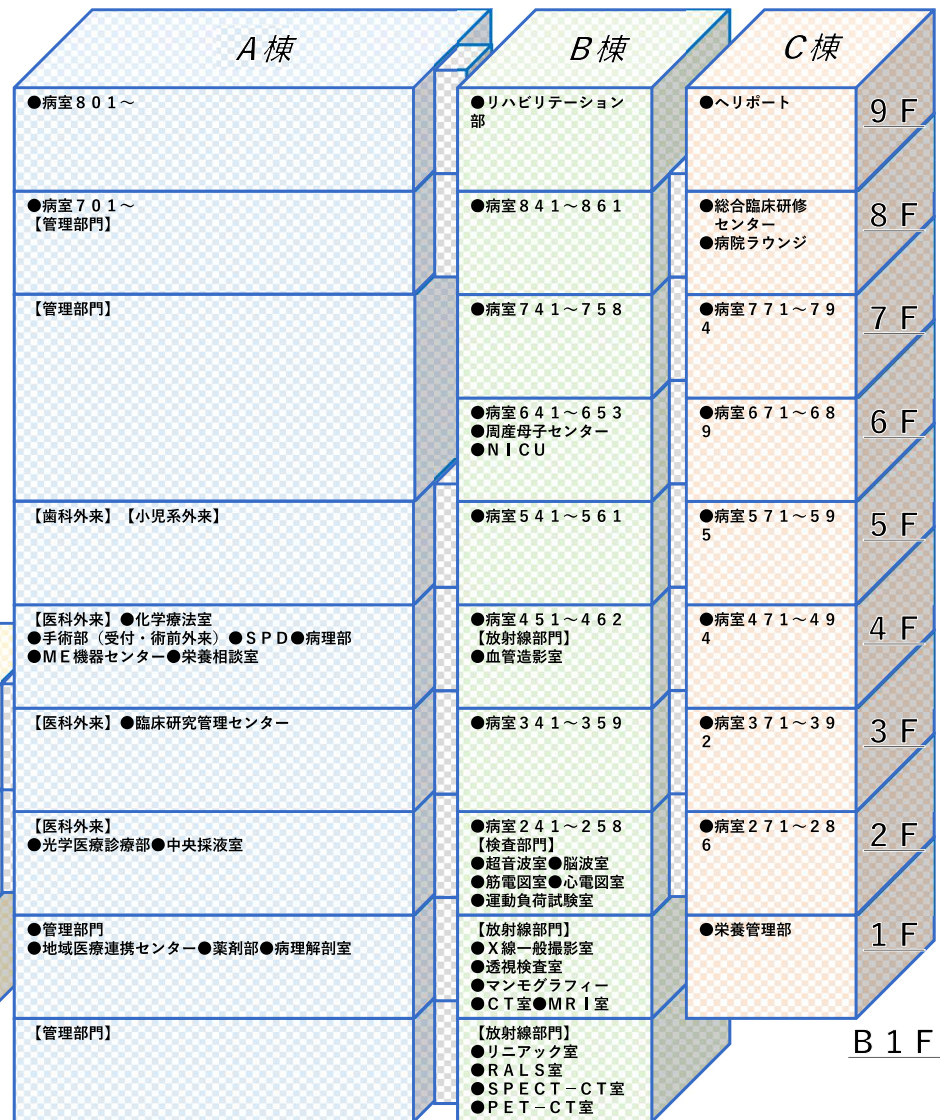 A棟
B棟
C棟
●病室８０１～
●リハビリテーション
部
●ヘリポート
９Ｆ
●病室７０１～
【管理部門】
●病室８４１～８６１
●総合臨床研修
センター
●病院ラウンジ
８Ｆ
【管理部門】
●病室７４１～７５８
●病室７７１～７９
４
７Ｆ
●病室６４１～６５３
●周産母子センター
●ＮＩＣＵ
●病室６７１～６８
９
６Ｆ
【歯科外来】【小児系外来】
●病室５４１～５６１
●病室５７１～５９
５
５Ｆ
【医科外来】●化学療法室
●手術部（受付・術前外来）●ＳＰＤ●病理部
●ＭＥ機器センター●栄養相談室
●病室４５１～４６２
【放射線部門】
●血管造影室
●病室４７１～４９
４
４Ｆ
【医科外来】●臨床研究管理センター
●病室３４１～３５９
●病室３７１～３９
２
３Ｆ
【医科外来】
●光学医療診療部●中央採液室
●病室２４１～２５８
【検査部門】
●超音波室●脳波室
●筋電図室●心電図室
●運動負荷試験室
●病室２７１～２８
６
２Ｆ
●管理部門
●地域医療連携センター●薬剤部●病理解剖室
【放射線部門】
●Ｘ線一般撮影室
●透視検査室
●マンモグラフィー
●ＣＴ室●ＭＲＩ室
●栄養管理部
１Ｆ
【管理部門】
【放射線部門】
●リニアック室
●ＲＡＬＳ室
●ＳＰＥＣＴ－ＣＴ室
●ＰＥＴ－ＣＴ室
Ｂ１Ｆ